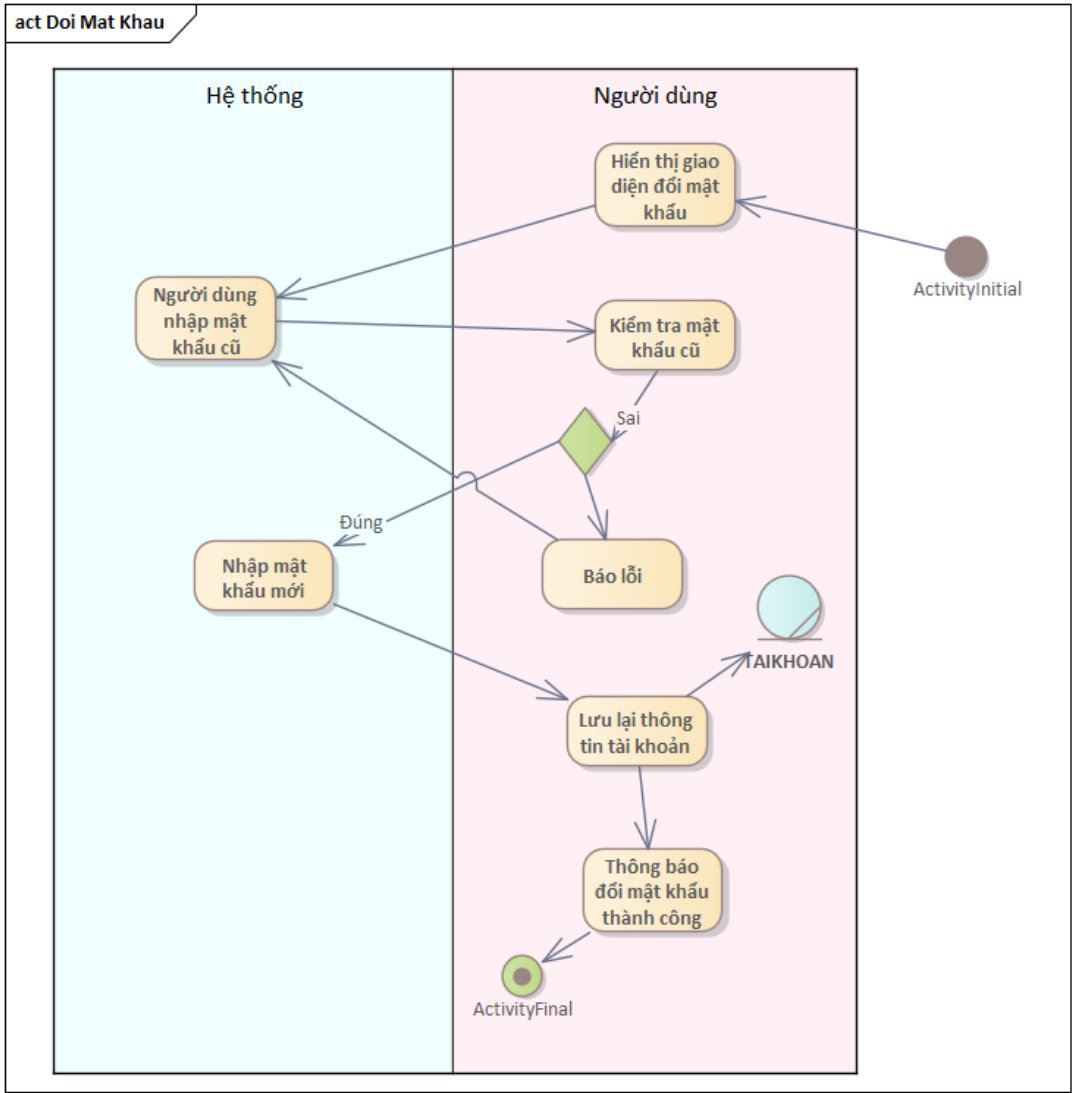 act Doi Mat Khau
Hệ thống
Người dùng
Hiển thị giao
diện đổi mật
khẩu
ActivityInitial
Người dùng
nhập mật
khẩu cũ
Kiểm tra mật
khẩu cũ
Sai
Đúng
Nhập mật
khẩu mới
Báo lỗi
TAIKHOAN
Lưu lại thông
tin tài khoản
Thông báo
đổi mật khẩu
thành công
ActivityFinal